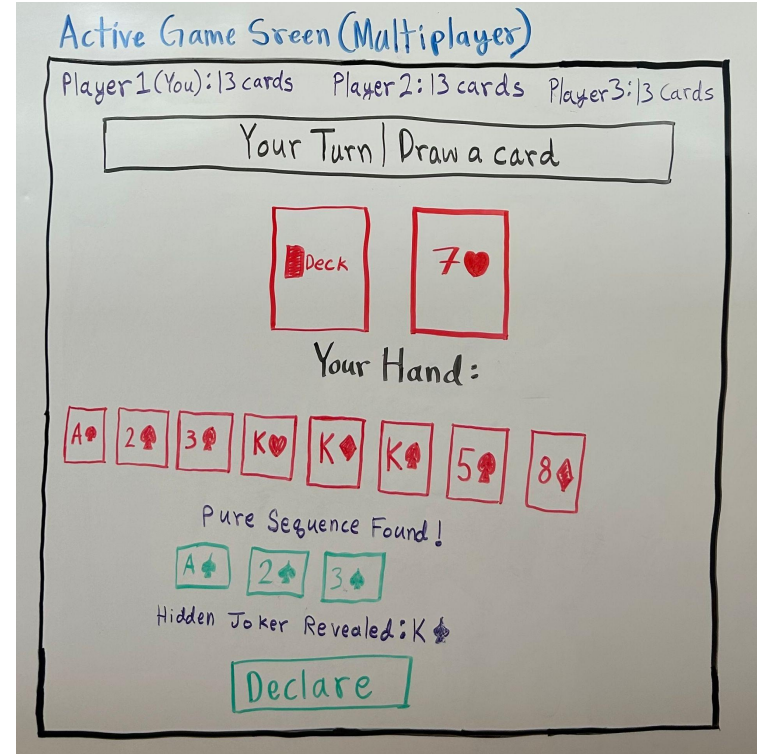 Active Game Sreen (Multiplayer)
Player 1 (You): 13 cards Player 2: 13 cards Player 3: 13 Cards
Your Turn | Draw a card
Deck 7♥
Your Hand:
A♠ 2♠ 3♠ K♥ K♦ K♠ 5♠ 8♦
Pure Sequence Found!
A♠ 2♠ 3♠
Hidden Joker Revealed: K♠
Declare